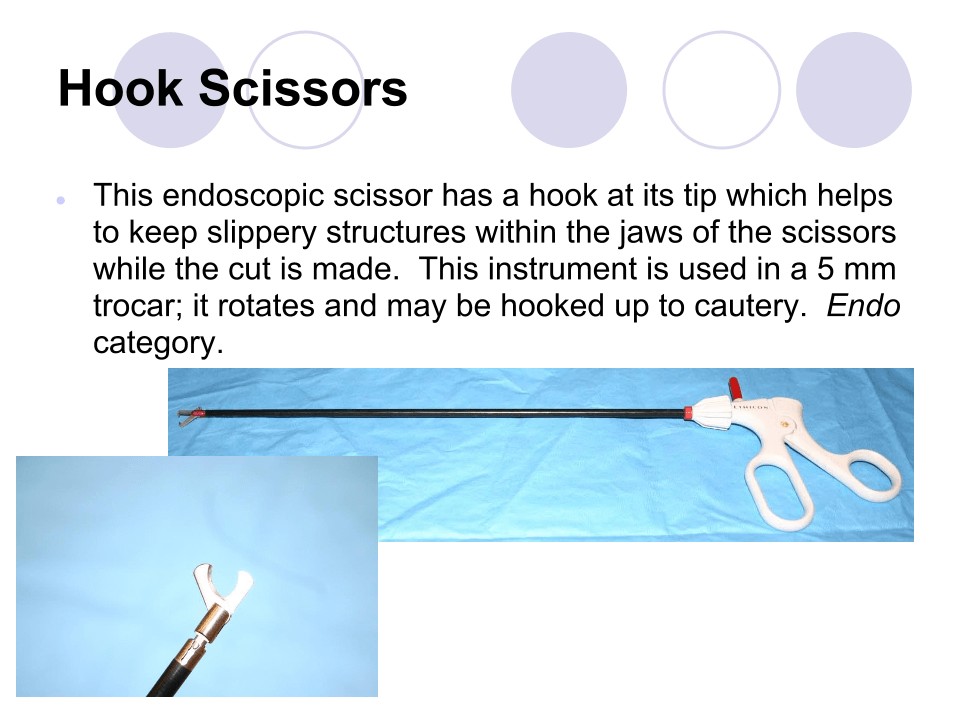 Hook Scissors
This endoscopic scissor has a hook at its tip which helps
to keep slippery structures within the jaws of the scissors
while the cut is made.  This instrument is used in a 5 mm
trocar; it rotates and may be hooked up to cautery.  Endo
category.
ETHICON